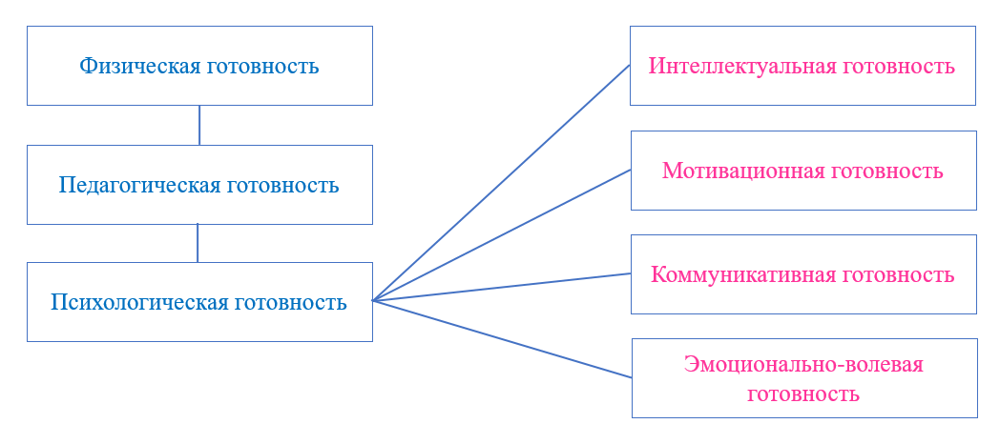 Физическая готовность
Педагогическая готовность
Психологическая готовность
Интеллектуальная готовность
Мотивационная готовность
Коммуникативная готовность
Эмоционально-волевая
готовность